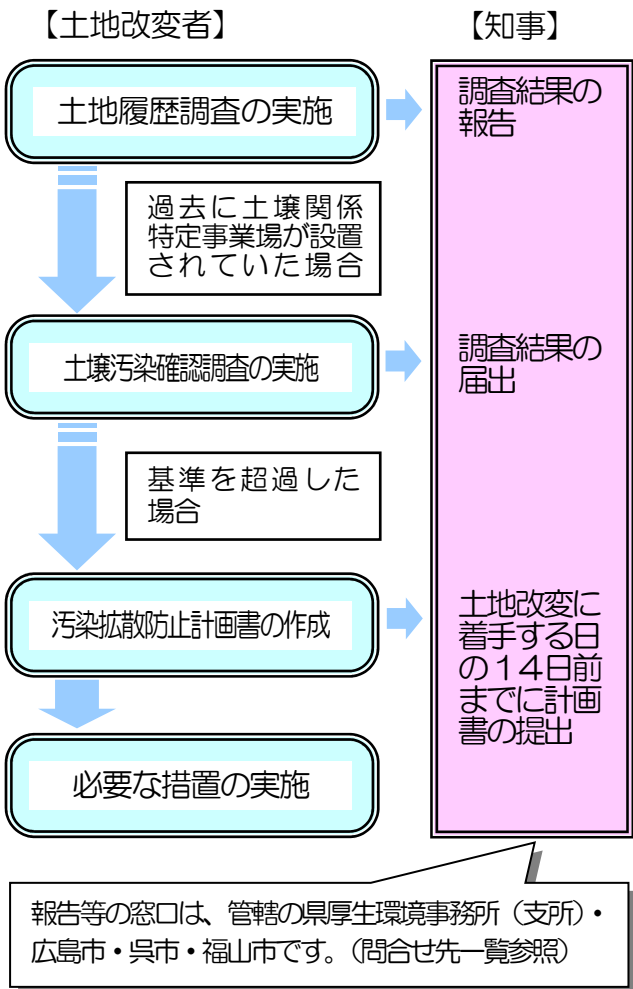 【土地改変者】
【知事】
土地履歴調査の実施
調査結果の
報告
過去に土壌関係
特定事業場が設置
されていた場合
土壌汚染確認調査の実施
調査結果の
届出
基準を超過した
場合
汚染拡散防止計画書の作成
土地改変に
着手する日
の14日前
までに計画
書の提出
必要な措置の実施
報告等の窓口は、管轄の県厚生環境事務所（支所）・
広島市・呉市・福山市です。（問合せ先一覧参照）